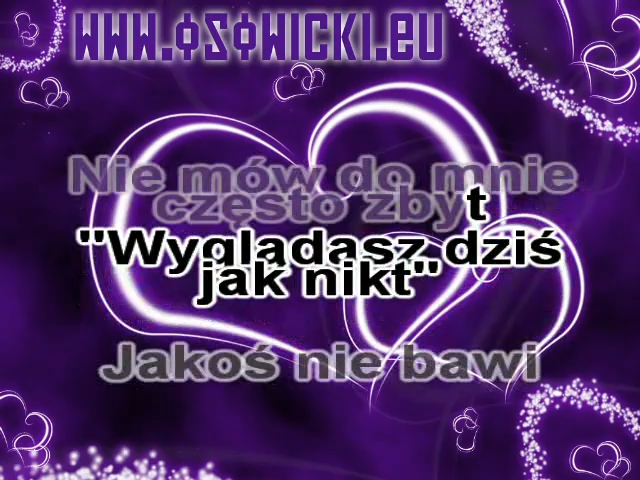 WWW.OSOWICKI.EU
Nie mów do mnie
często zbyt
"Wyglądasz dziś
jak nikt"
Jakoś nie bawi